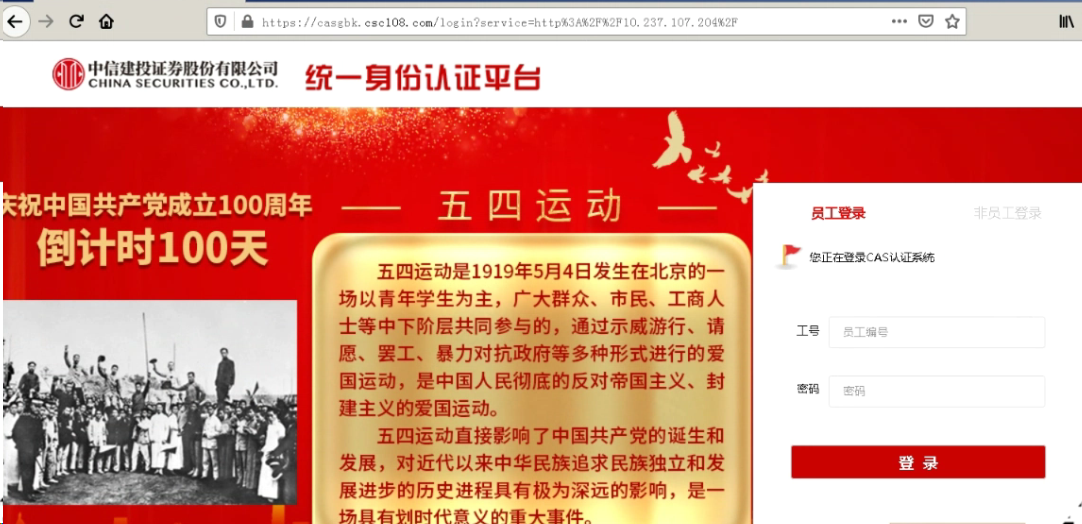 https://casgbk.csc108.com/login?service=http%3A%2F%2F10.237.107.204%2F
中信建投证券股份有限公司
CHINA SECURITIES CO.,LTD.
统一身份认证平台
庆祝中国共产党成立100周年
倒计时100天
五四运动
五四运动是1919年5月4日发生在北京的一
场以青年学生为主，广大群众、市民、工商人
士等中下阶层共同参与的，通过示威游行、请
愿、罢工、暴力对抗政府等多种形式进行的爱
国运动，是中国人民彻底的反对帝国主义、封
建主义的爱国运动。
五四运动直接影响了中国共产党的诞生和
发展，对近代以来中华民族追求民族独立和发
展进步的历史进程具有极为深远的影响，是一
场具有划时代意义的重大事件。
员工登录
非员工登录
您正在登录CAS认证系统
工号
员工编号
密码
密码
登 录